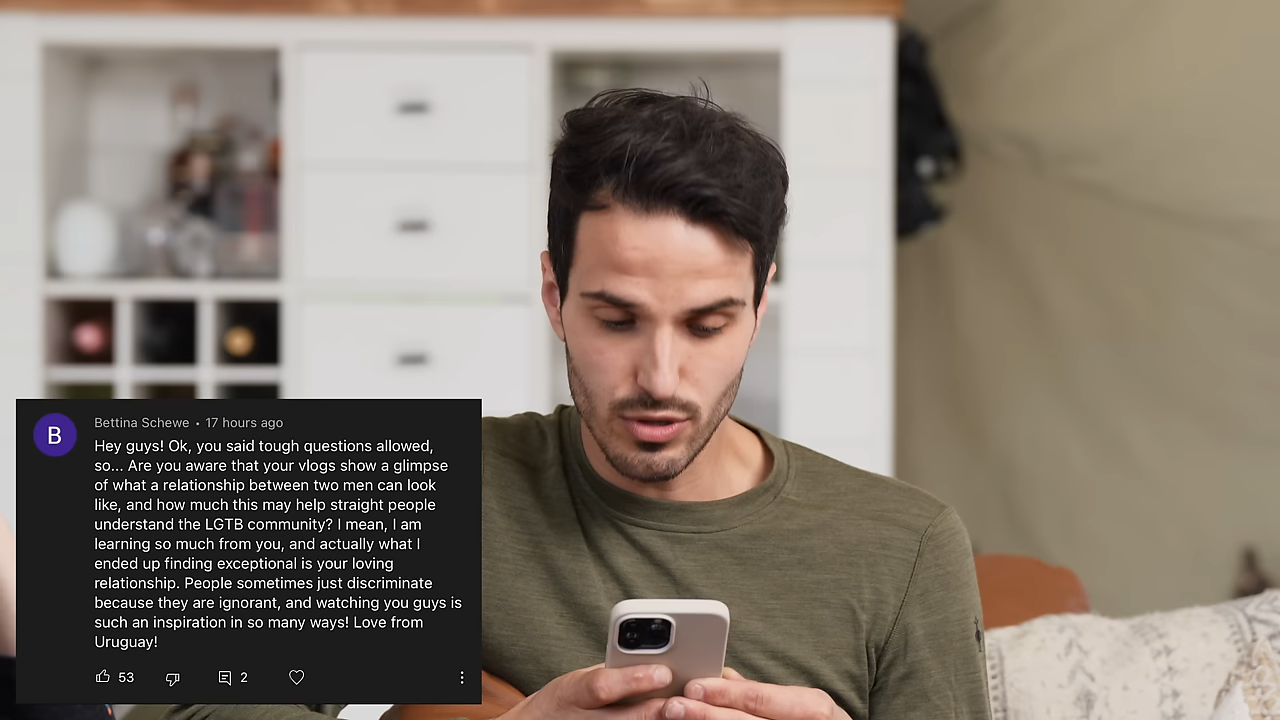 B
Bettina Schewe • 17 hours ago
Hey guys! Ok, you said tough questions allowed,
so... Are you aware that your vlogs show a glimpse
of what a relationship between two men can look
like, and how much this may help straight people
understand the LGTB community? I mean, I am
learning so much from you, and actually what I
ended up finding exceptional is your loving
relationship. People sometimes just discriminate
because they are ignorant, and watching you guys is
such an inspiration in so many ways! Love from
Uruguay!
53
2